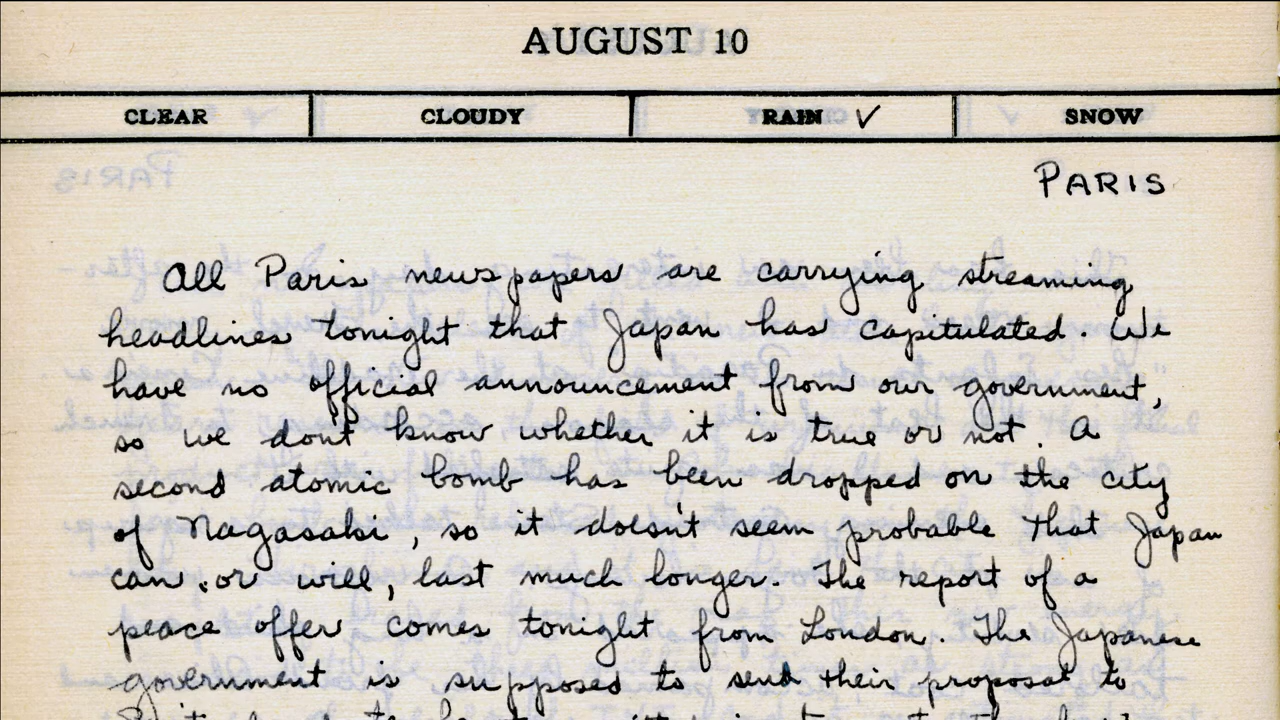 AUGUST 10
CLEAR CLOUDY RAIN ✓ SNOW
PARIS
All Paris newspapers are carrying streaming
headlines tonight that Japan has capitulated. We
have no official announcement from our government,
so we dont know whether it is true or not. A
second atomic bomb has been dropped on the city
of Nagasaki, so it doesn't seem probable that Japan
can, or will, last much longer. The report of a
peace offer comes tonight from London. The Japanese
government is supposed to send their proposal to